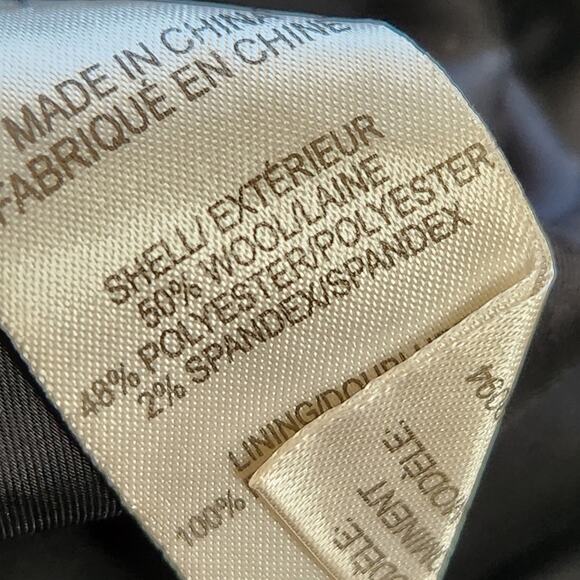 MADE IN CHINA
FABRIQUÉ EN CHINE
SHELL/ EXTÉRIEUR
50% WOOL/LAINE
48% POLYESTER/POLYESTER
2% SPANDEX/SPANDEX
LINING/
100%